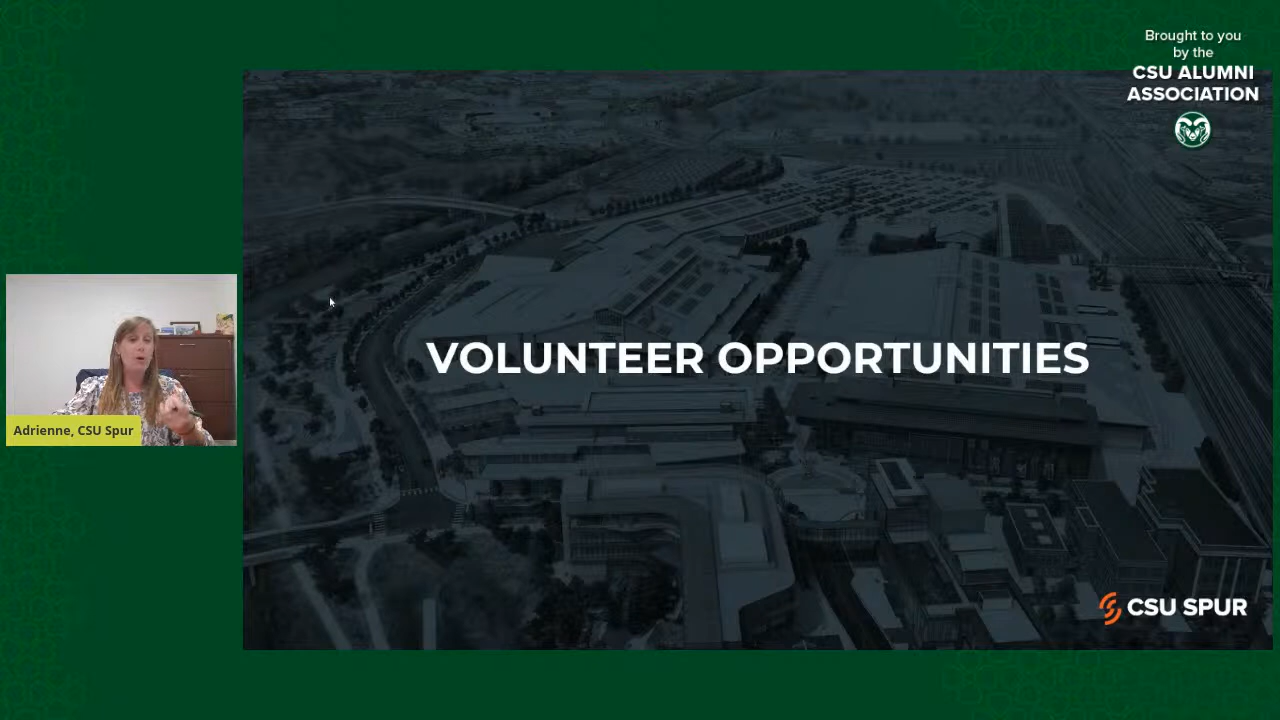 Brought to you
by the
CSU ALUMNI
ASSOCIATION
VOLUNTEER OPPORTUNITIES
Adrienne, CSU Spur
CSU SPUR